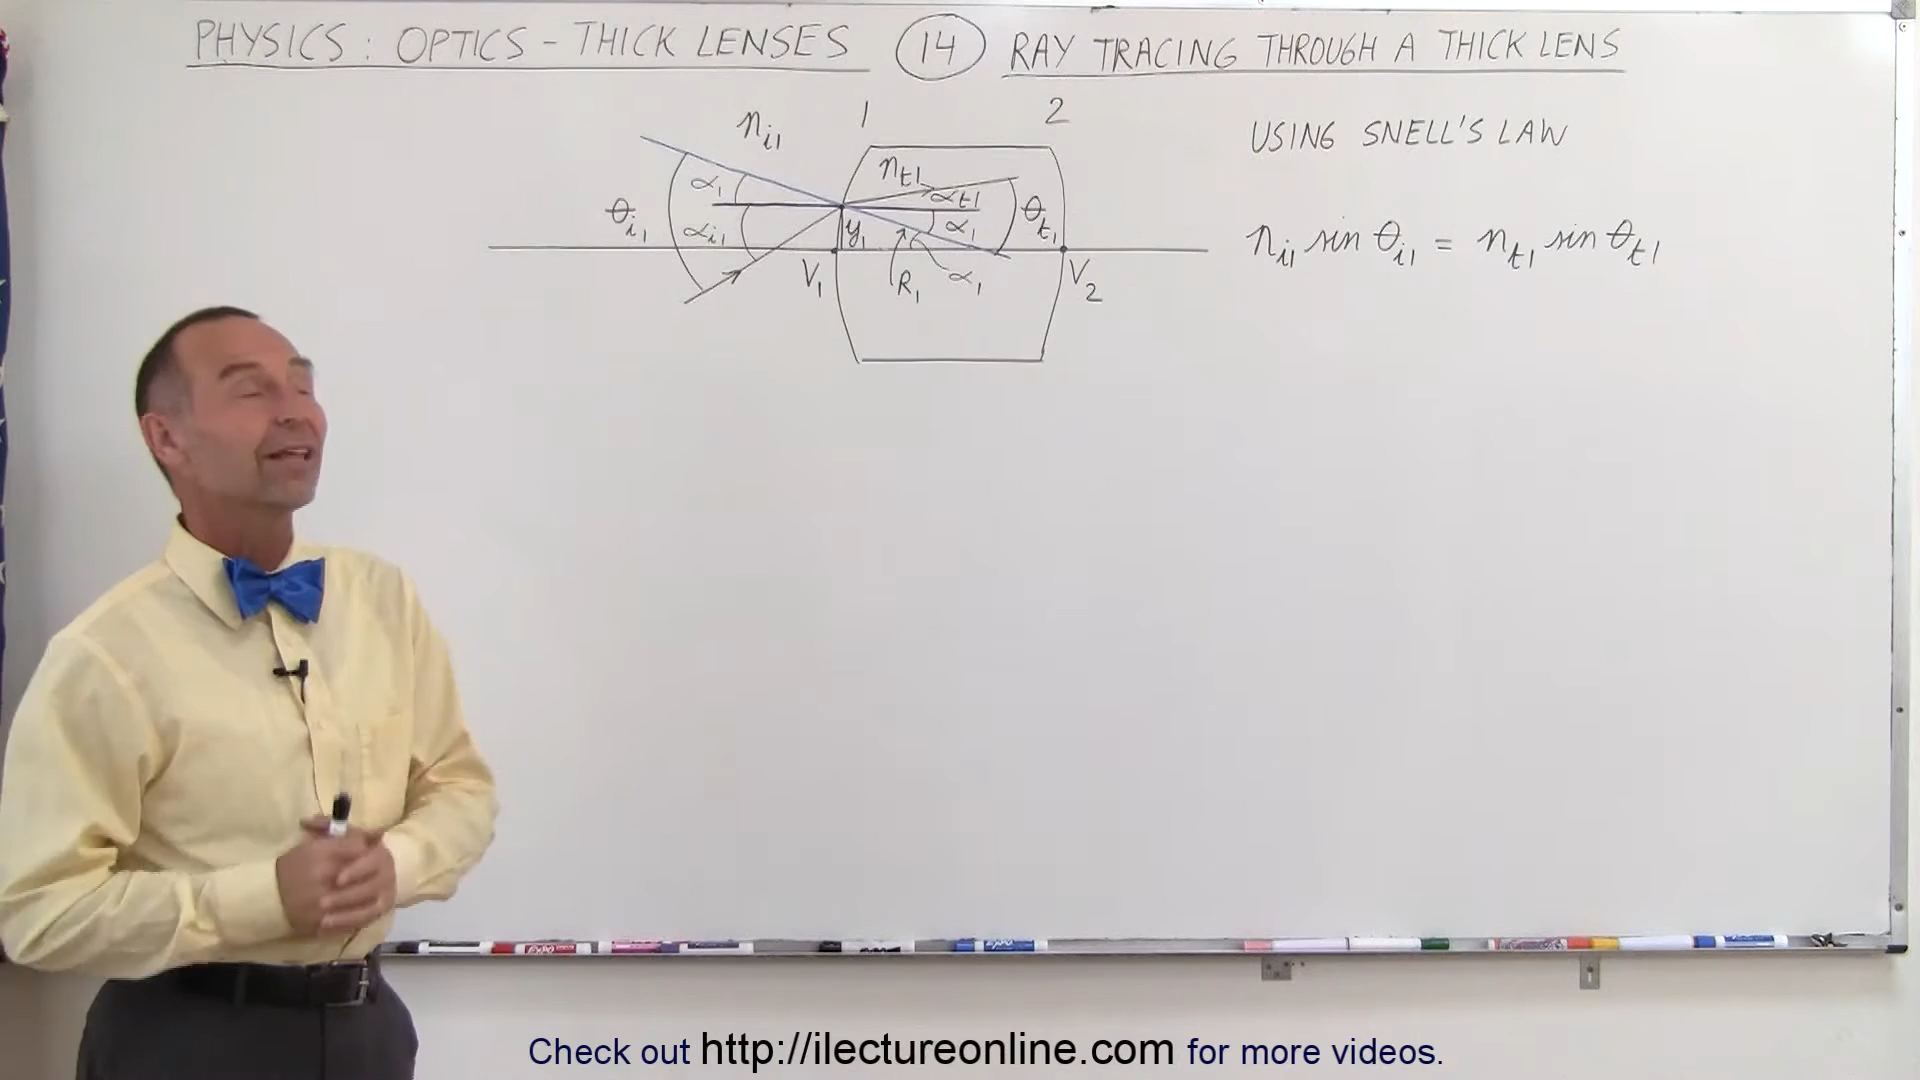 PHYSICS: OPTICS - THICK LENSES 14 RAY TRACING THROUGH A THICK LENS
1 2
n_i1
USING SNELL'S LAW
n_t1
α_1 α_t1
θ_i1 θ_t1
α_i1 y_1 α_1
n_i1 sin θ_i1 = n_t1 sin θ_t1
V_1 R_1 α_1 V_2
Check out http://ilectureonline.com for more videos.